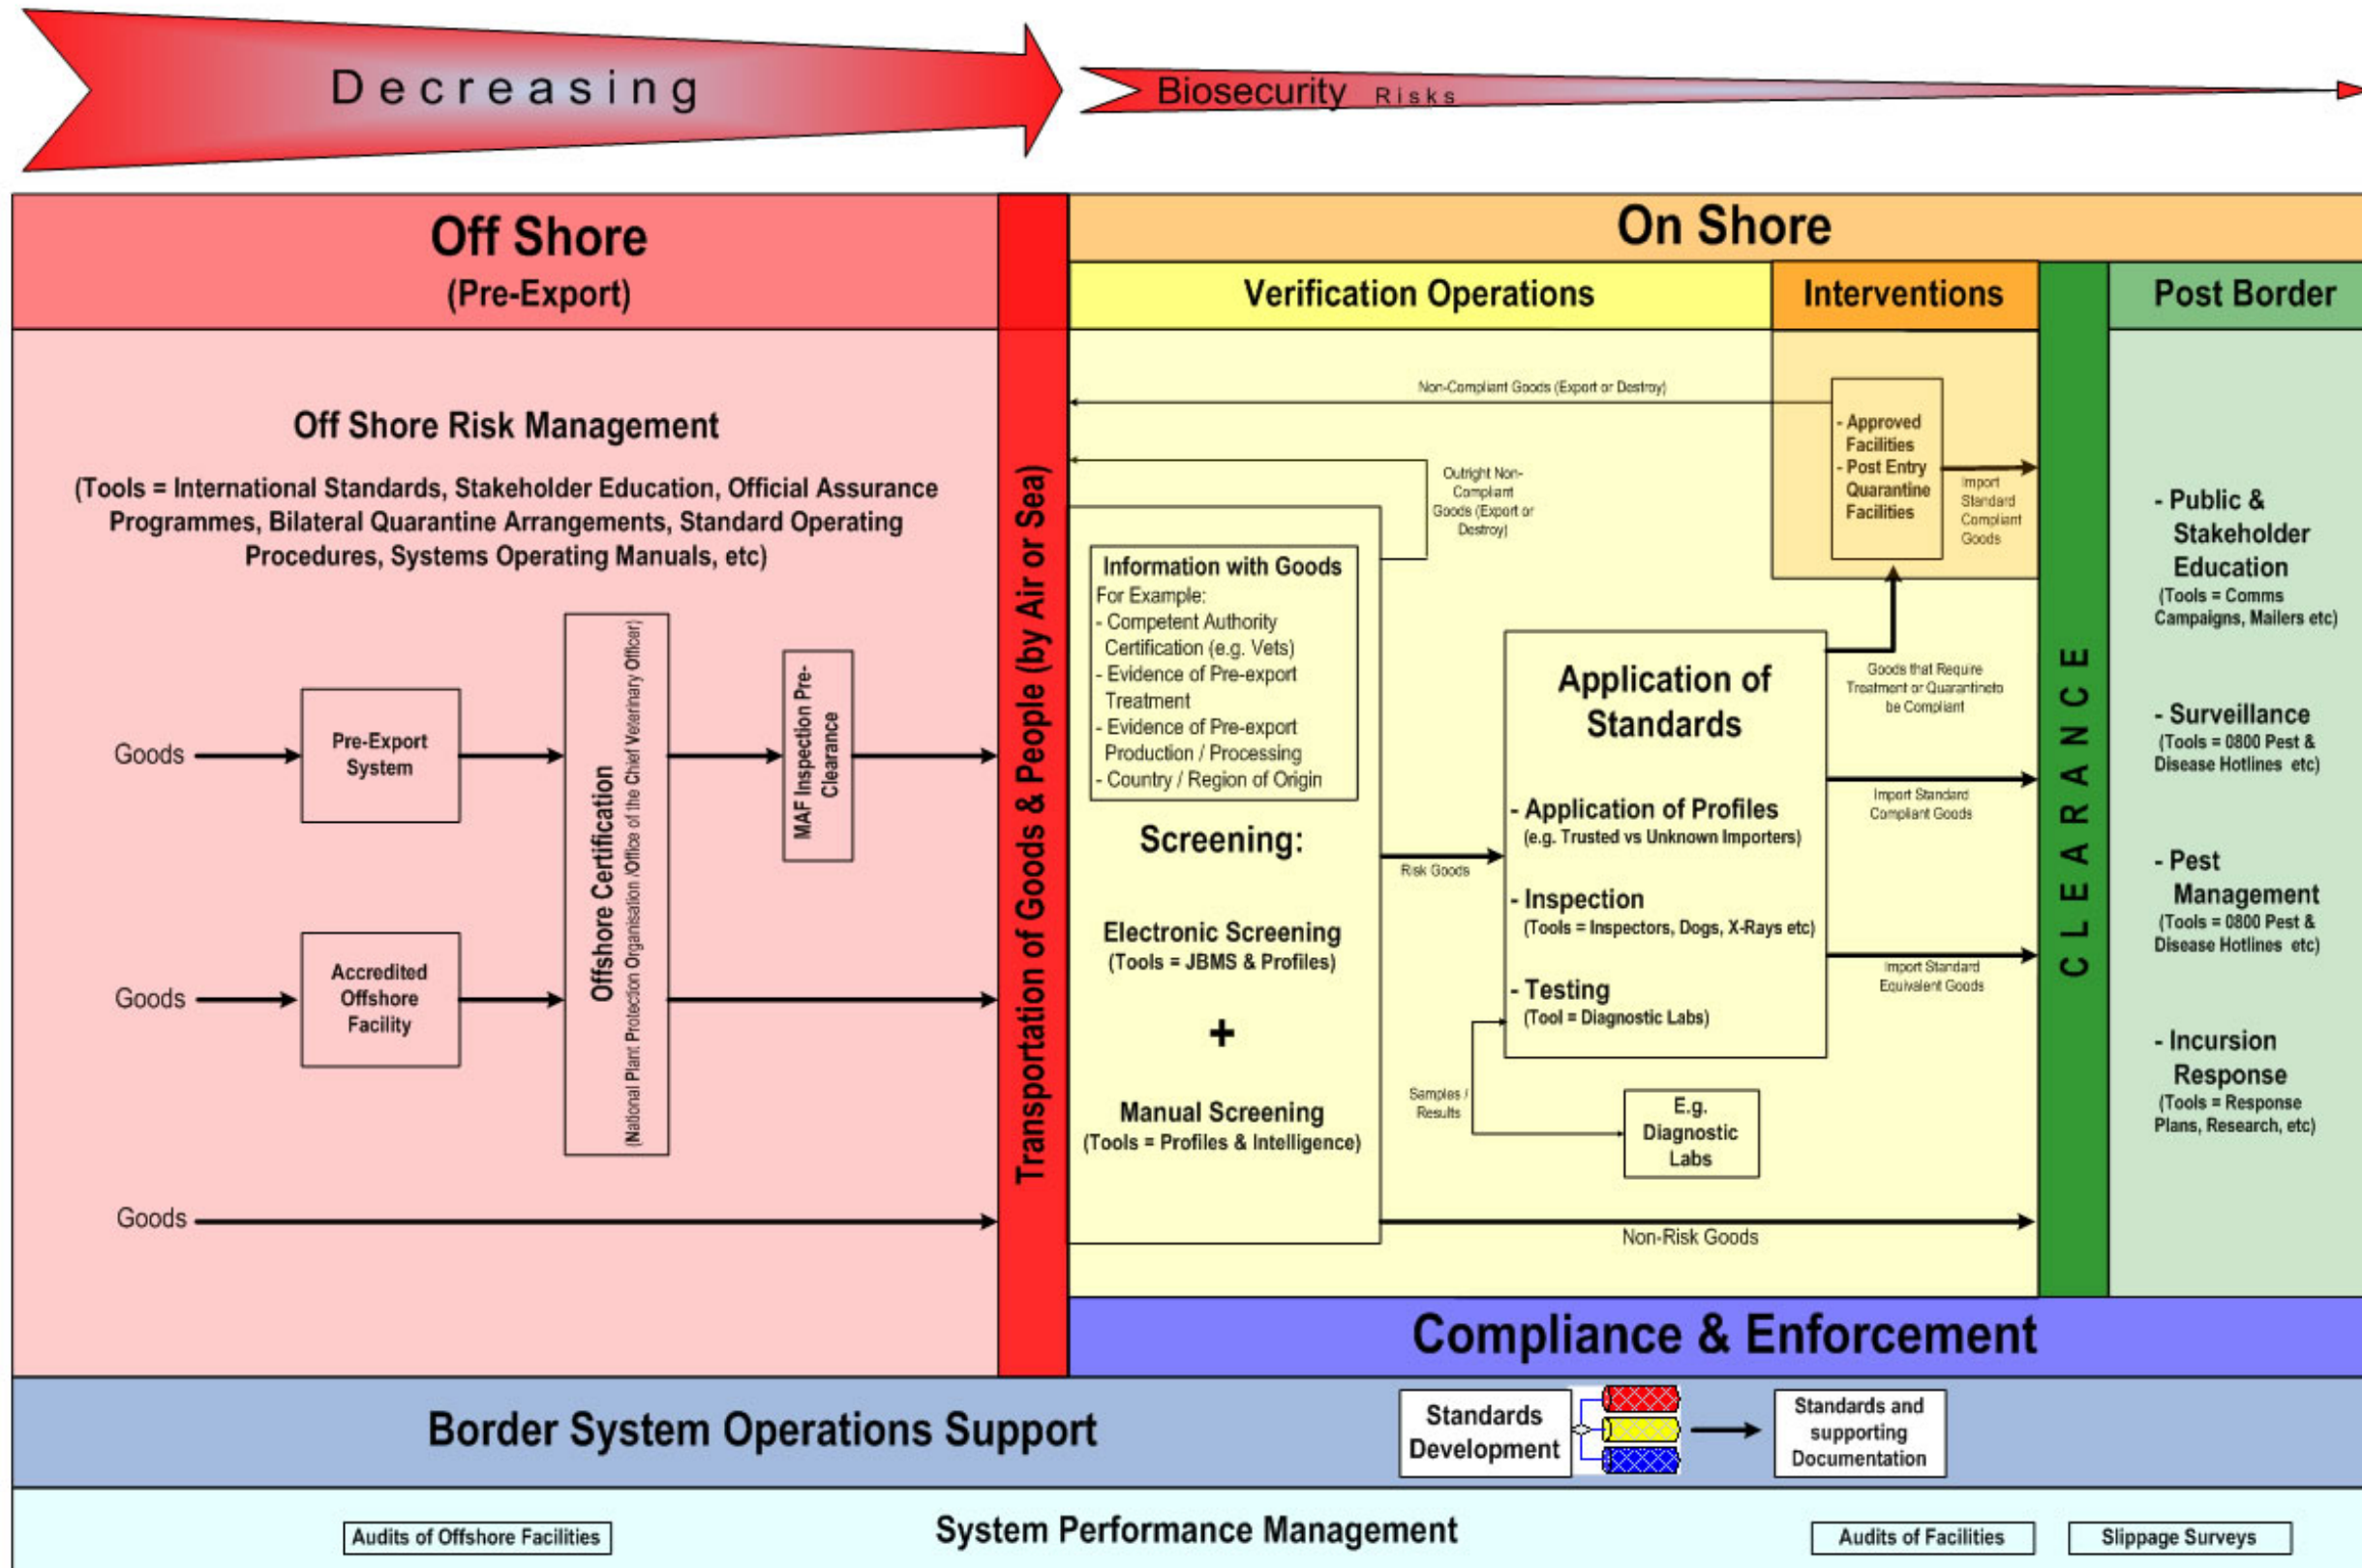 Decreasing
Biosecurity Risks
Off Shore
(Pre-Export)
On Shore
Verification Operations
Interventions
Post Border
Off Shore Risk Management
(Tools = International Standards, Stakeholder Education, Official Assurance
Programmes, Bilateral Quarantine Arrangements, Standard Operating
Procedures, Systems Operating Manuals, etc)
Goods
Pre-Export
System
Goods
Accredited
Offshore
Facility
Goods
Offshore Certification
(National Plant Protection Organisation /Office of the Chief Veterinary Officer)
MAF Inspection Pre-
Clearance
Transportation of Goods & People (by Air or Sea)
Non-Compliant Goods (Export or Destroy)
Outright Non-
Compliant
Goods (Export or
Destroy)
Information with Goods
For Example:
- Competent Authority
Certification (e.g. Vets)
- Evidence of Pre-export
Treatment
- Evidence of Pre-export
Production / Processing
- Country / Region of Origin
Screening:
Electronic Screening
(Tools = JBMS & Profiles)
+
Manual Screening
(Tools = Profiles & Intelligence)
Risk Goods
Application of
Standards
- Application of Profiles
(e.g. Trusted vs Unknown Importers)
- Inspection
(Tools = Inspectors, Dogs, X-Rays etc)
- Testing
(Tool = Diagnostic Labs)
Samples /
Results
E.g.
Diagnostic
Labs
Non-Risk Goods
- Approved
Facilities
- Post Entry
Quarantine
Facilities
Import
Standard
Compliant
Goods
Goods that Require
Treatment or Quarantineto
be Compliant
Import Standard
Compliant Goods
Import Standard
Equivalent Goods
CLEARANCE
- Public &
Stakeholder
Education
(Tools = Comms
Campaigns, Mailers etc)
- Surveillance
(Tools = 0800 Pest &
Disease Hotlines etc)
- Pest
Management
(Tools = 0800 Pest &
Disease Hotlines etc)
- Incursion
Response
(Tools = Response
Plans, Research, etc)
Compliance & Enforcement
Border System Operations Support
Standards
Development
Standards and
supporting
Documentation
Audits of Offshore Facilities
System Performance Management
Audits of Facilities
Slippage Surveys